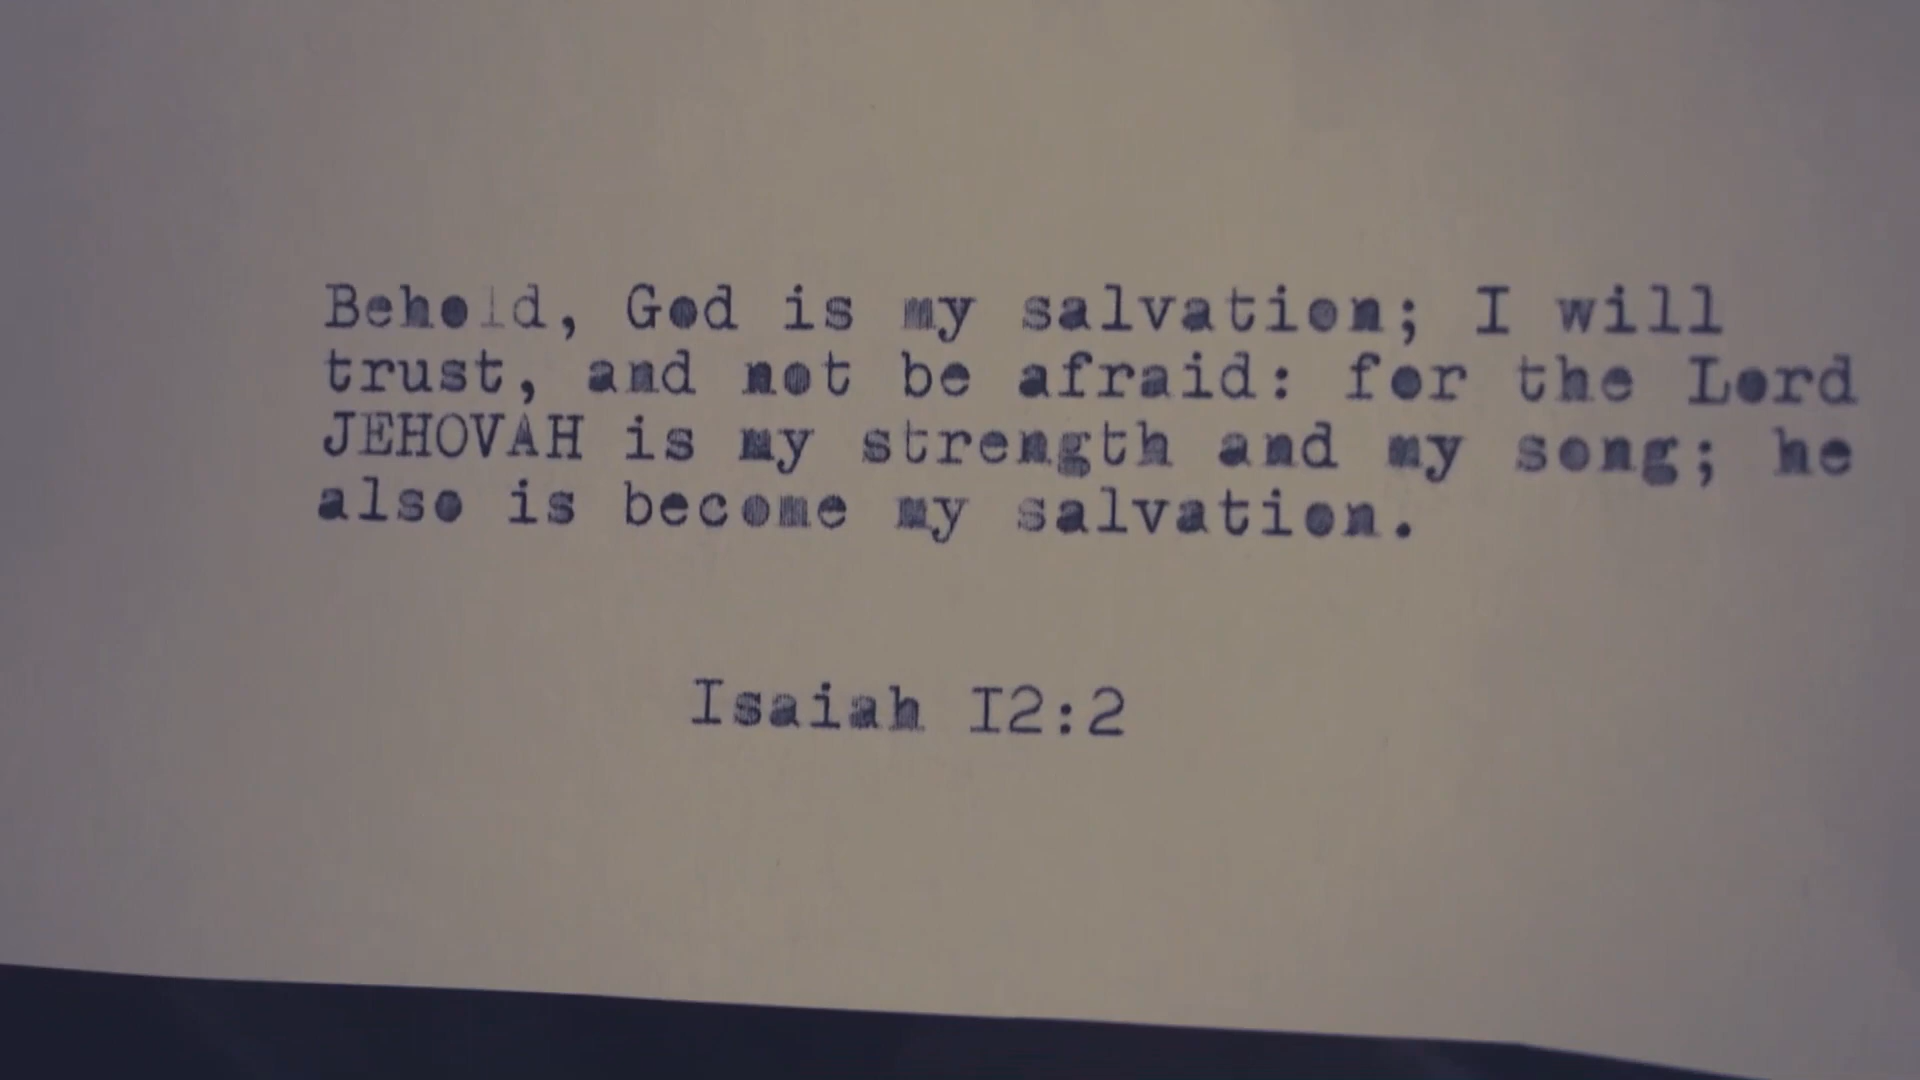 Behold, God is my salvation; I will
trust, and not be afraid: for the Lord
JEHOVAH is my strength and my song; he
also is become my salvation.
Isaiah I2:2